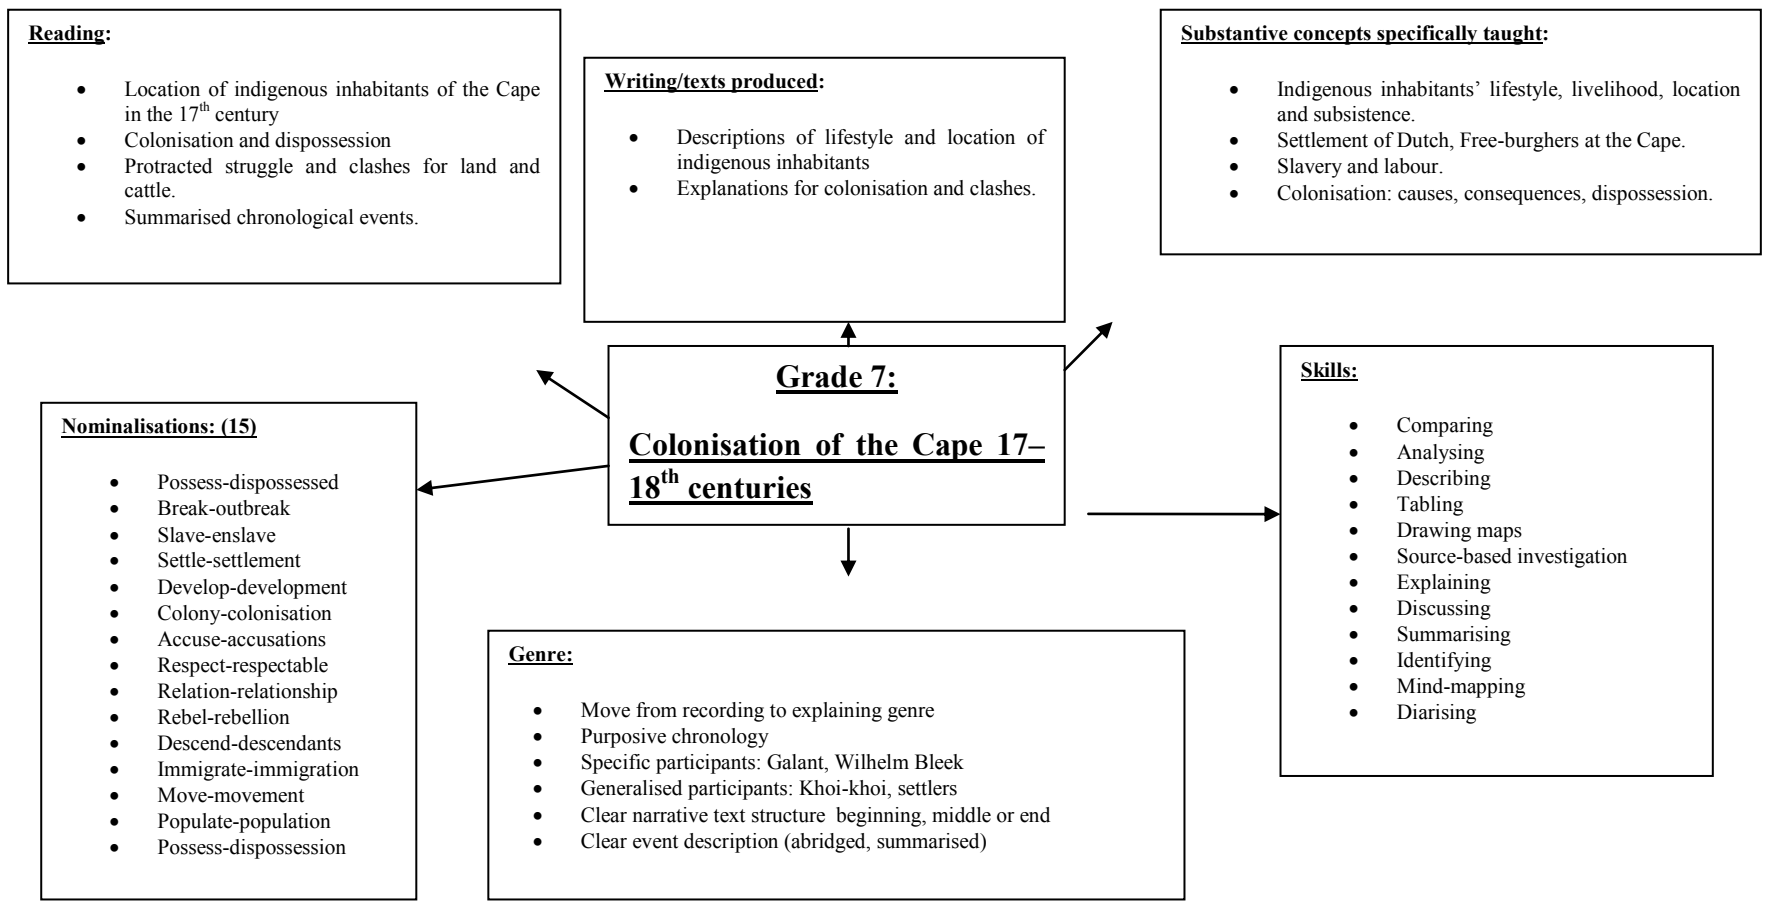 Reading:
• Location of indigenous inhabitants of the Cape
in the 17th century
• Colonisation and dispossession
• Protracted struggle and clashes for land and
cattle.
• Summarised chronological events.
Writing/texts produced:
• Descriptions of lifestyle and location of
indigenous inhabitants
• Explanations for colonisation and clashes.
Substantive concepts specifically taught:
• Indigenous inhabitants’ lifestyle, livelihood, location
and subsistence.
• Settlement of Dutch, Free-burghers at the Cape.
• Slavery and labour.
• Colonisation: causes, consequences, dispossession.
Grade 7:
Colonisation of the Cape 17–
18th centuries
Nominalisations: (15)
• Possess-dispossessed
• Break-outbreak
• Slave-enslave
• Settle-settlement
• Develop-development
• Colony-colonisation
• Accuse-accusations
• Respect-respectable
• Relation-relationship
• Rebel-rebellion
• Descend-descendants
• Immigrate-immigration
• Move-movement
• Populate-population
• Possess-dispossession
Genre:
• Move from recording to explaining genre
• Purposive chronology
• Specific participants: Galant, Wilhelm Bleek
• Generalised participants: Khoi-khoi, settlers
• Clear narrative text structure beginning, middle or end
• Clear event description (abridged, summarised)
Skills:
• Comparing
• Analysing
• Describing
• Tabling
• Drawing maps
• Source-based investigation
• Explaining
• Discussing
• Summarising
• Identifying
• Mind-mapping
• Diarising